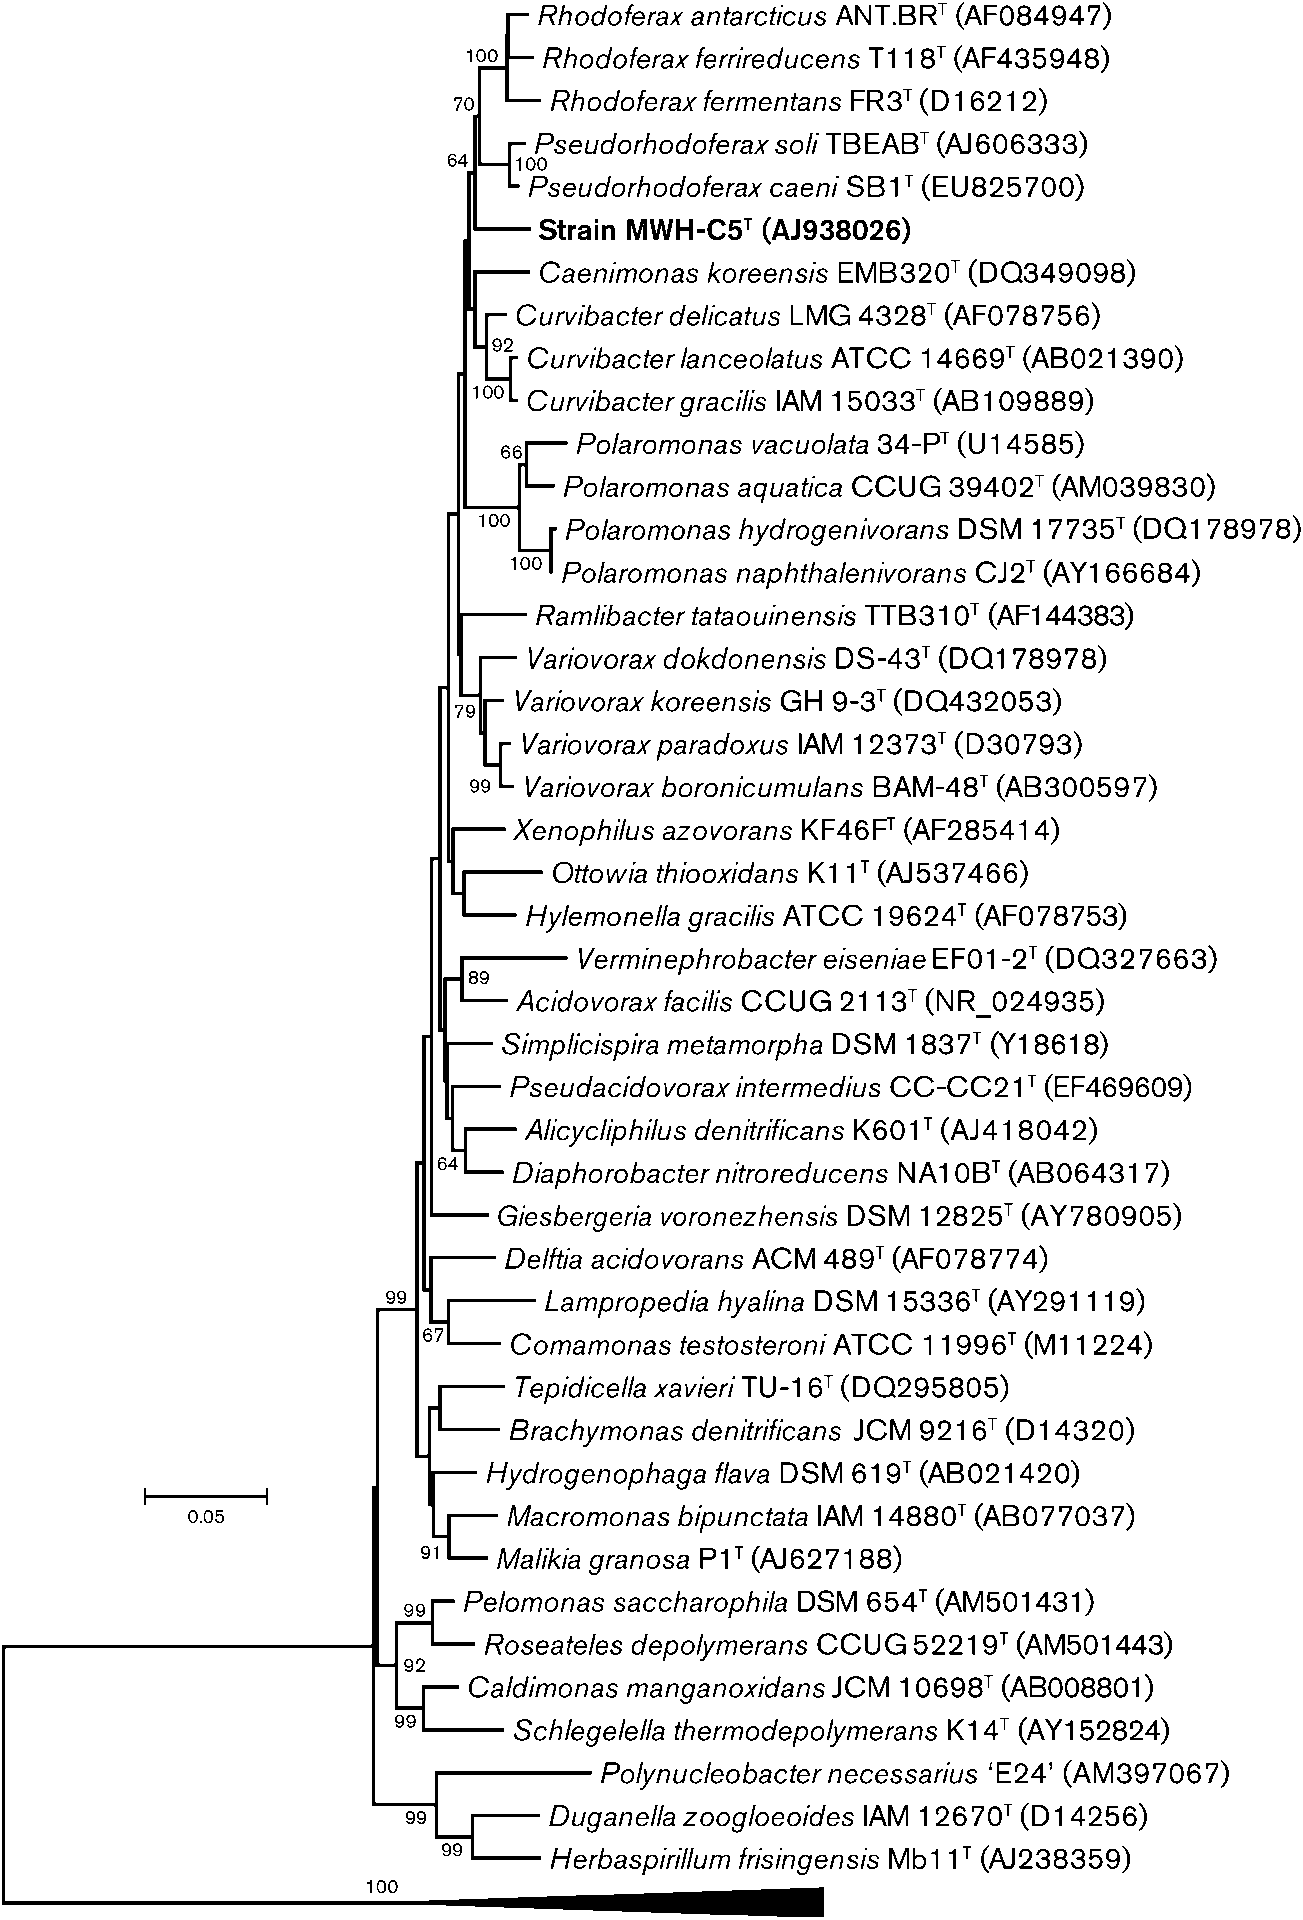 Rhodoferax antarcticus ANT.BRᵀ (AF084947)
100
Rhodoferax ferrireducens T118ᵀ (AF435948)
70
Rhodoferax fermentans FR3ᵀ (D16212)
Pseudorhodoferax soli TBEABᵀ (AJ606333)
64
100
Pseudorhodoferax caeni SB1ᵀ (EU825700)
Strain MWH-C5ᵀ (AJ938026)
Caenimonas koreensis EMB320ᵀ (DQ349098)
Curvibacter delicatus LMG 4328ᵀ (AF078756)
92
Curvibacter lanceolatus ATCC 14669ᵀ (AB021390)
100
Curvibacter gracilis IAM 15033ᵀ (AB109889)
Polaromonas vacuolata 34-Pᵀ (U14585)
66
Polaromonas aquatica CCUG 39402ᵀ (AM039830)
100
Polaromonas hydrogenivorans DSM 17735ᵀ (DQ178978)
100
Polaromonas naphthalenivorans CJ2ᵀ (AY166684)
Ramlibacter tataouinensis TTB310ᵀ (AF144383)
Variovorax dokdonensis DS-43ᵀ (DQ178978)
Variovorax koreensis GH 9-3ᵀ (DQ432053)
79
Variovorax paradoxus IAM 12373ᵀ (D30793)
99
Variovorax boronicumulans BAM-48ᵀ (AB300597)
Xenophilus azovorans KF46Fᵀ (AF285414)
Ottowia thiooxidans K11ᵀ (AJ537466)
Hylemonella gracilis ATCC 19624ᵀ (AF078753)
Verminephrobacter eiseniae EF01-2ᵀ (DQ327663)
89
Acidovorax facilis CCUG 2113ᵀ (NR_024935)
Simplicispira metamorpha DSM 1837ᵀ (Y18618)
Pseudacidovorax intermedius CC-CC21ᵀ (EF469609)
Alicycliphilus denitrificans K601ᵀ (AJ418042)
64
Diaphorobacter nitroreducens NA10Bᵀ (AB064317)
Giesbergeria voronezhensis DSM 12825ᵀ (AY780905)
Delftia acidovorans ACM 489ᵀ (AF078774)
99
Lampropedia hyalina DSM 15336ᵀ (AY291119)
67
Comamonas testosteroni ATCC 11996ᵀ (M11224)
Tepidicella xavieri TU-16ᵀ (DQ295805)
Brachymonas denitrificans JCM 9216ᵀ (D14320)
Hydrogenophaga flava DSM 619ᵀ (AB021420)
0.05
Macromonas bipunctata IAM 14880ᵀ (AB077037)
91
Malikia granosa P1ᵀ (AJ627188)
Pelomonas saccharophila DSM 654ᵀ (AM501431)
99
Roseateles depolymerans CCUG 52219ᵀ (AM501443)
92
Caldimonas manganoxidans JCM 10698ᵀ (AB008801)
99
Schlegelella thermodepolymerans K14ᵀ (AY152824)
Polynucleobacter necessarius ‘E24’ (AM397067)
99
Duganella zoogloeoides IAM 12670ᵀ (D14256)
99
Herbaspirillum frisingensis Mb11ᵀ (AJ238359)
100